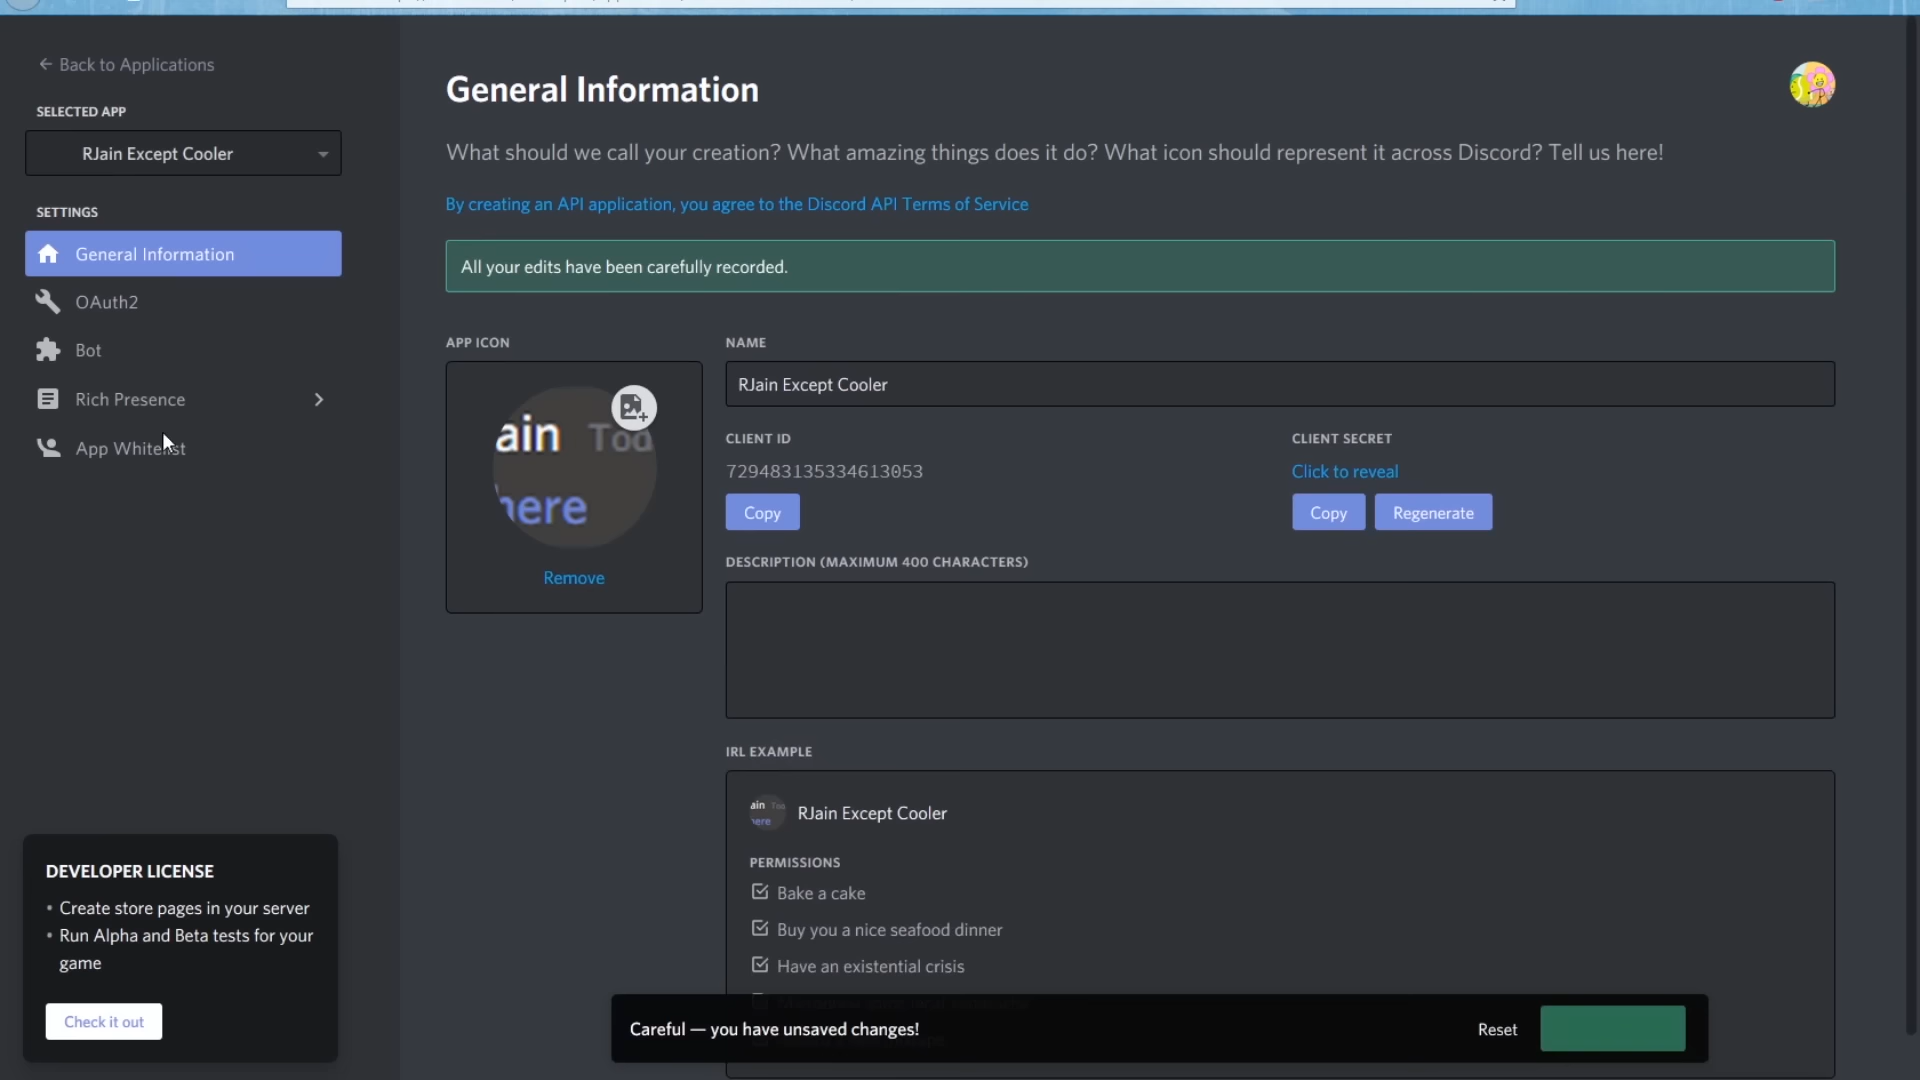 ← Back to Applications
SELECTED APP
RJain Except Cooler
SETTINGS
General Information
OAuth2
Bot
Rich Presence
App Whitelist
DEVELOPER LICENSE
• Create store pages in your server
• Run Alpha and Beta tests for your
game
Check it out
General Information
What should we call your creation? What amazing things does it do? What icon should represent it across Discord? Tell us here!
By creating an API application, you agree to the Discord API Terms of Service
All your edits have been carefully recorded.
APP ICON
ain Too
here
Remove
NAME
RJain Except Cooler
CLIENT ID
729483135334613053
Copy
CLIENT SECRET
Click to reveal
Copy Regenerate
DESCRIPTION (MAXIMUM 400 CHARACTERS)
IRL EXAMPLE
ain Too
here
RJain Except Cooler
PERMISSIONS
Bake a cake
Buy you a nice seafood dinner
Have an existential crisis
Careful — you have unsaved changes!
Reset